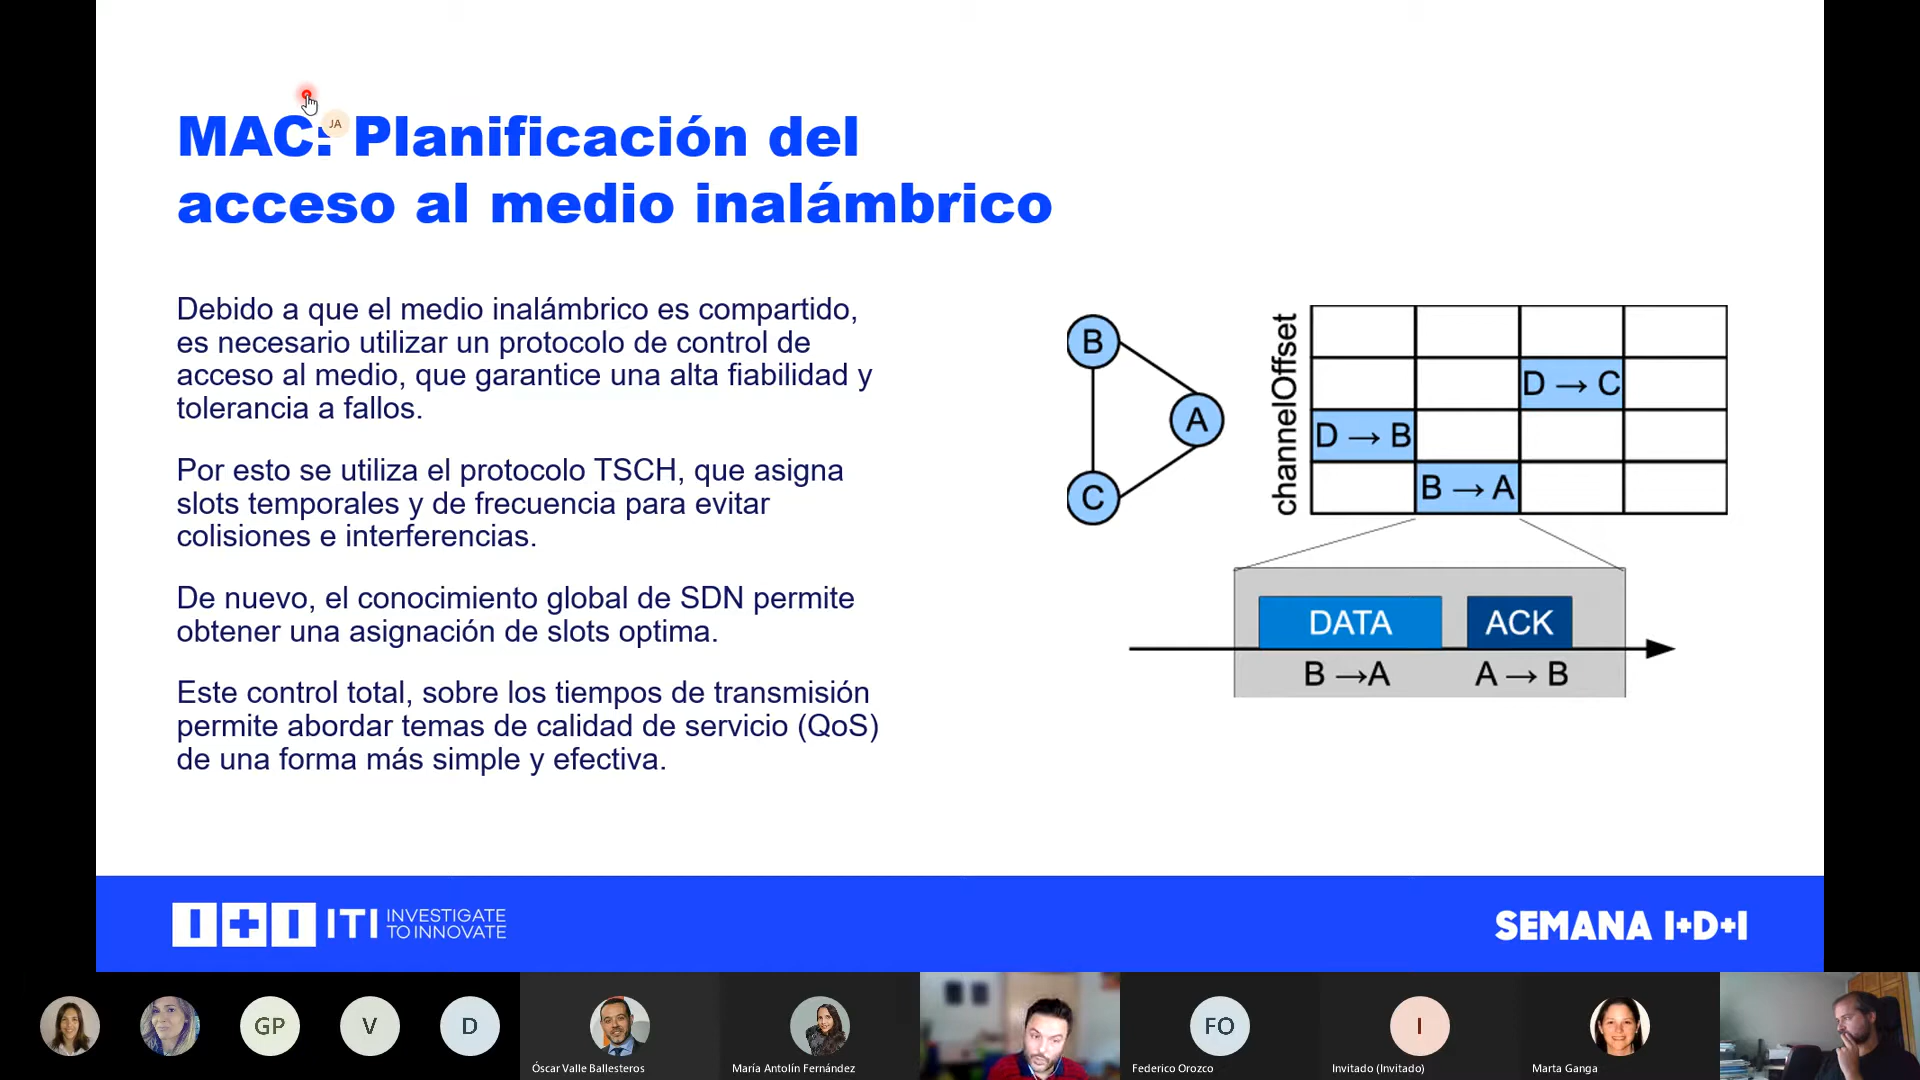 JA
MAC: Planificación del
acceso al medio inalámbrico
Debido a que el medio inalámbrico es compartido,
es necesario utilizar un protocolo de control de
acceso al medio, que garantice una alta fiabilidad y
tolerancia a fallos.
Por esto se utiliza el protocolo TSCH, que asigna
slots temporales y de frecuencia para evitar
colisiones e interferencias.
De nuevo, el conocimiento global de SDN permite
obtener una asignación de slots optima.
Este control total, sobre los tiempos de transmisión
permite abordar temas de calidad de servicio (QoS)
de una forma más simple y efectiva.
B
A
C
channelOffset
D → C
D → B
B → A
DATA
ACK
B →A
A → B
I+I ITI INVESTIGATE
TO INNOVATE
SEMANA I+D+I
GP
V
D
Óscar Valle Ballesteros
María Antolín Fernández
FO
Federico Orozco
I
Invitado (Invitado)
Marta Ganga